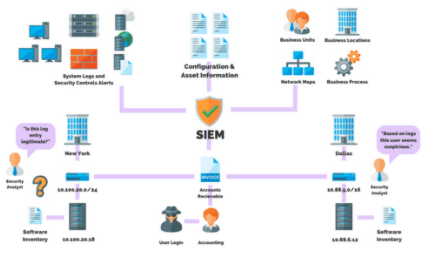 Business Units
Business Locations
System Logs and
Security Controls Alerts
Configuration &
Asset Information
Network Maps
Business Process
SIEM
"Is this log
entry
legitimate?"
New York
Dallas
"Based on logs
this user seems
suspicious."
Security
Analyst
10.100.20.0/24
INVOICE
Accounts
Recievable
10.88.6.0/16
Security
Analyst
Software
Inventory
10.100.20.18
User Login
Accounting
10.88.6.12
Software
Inventory